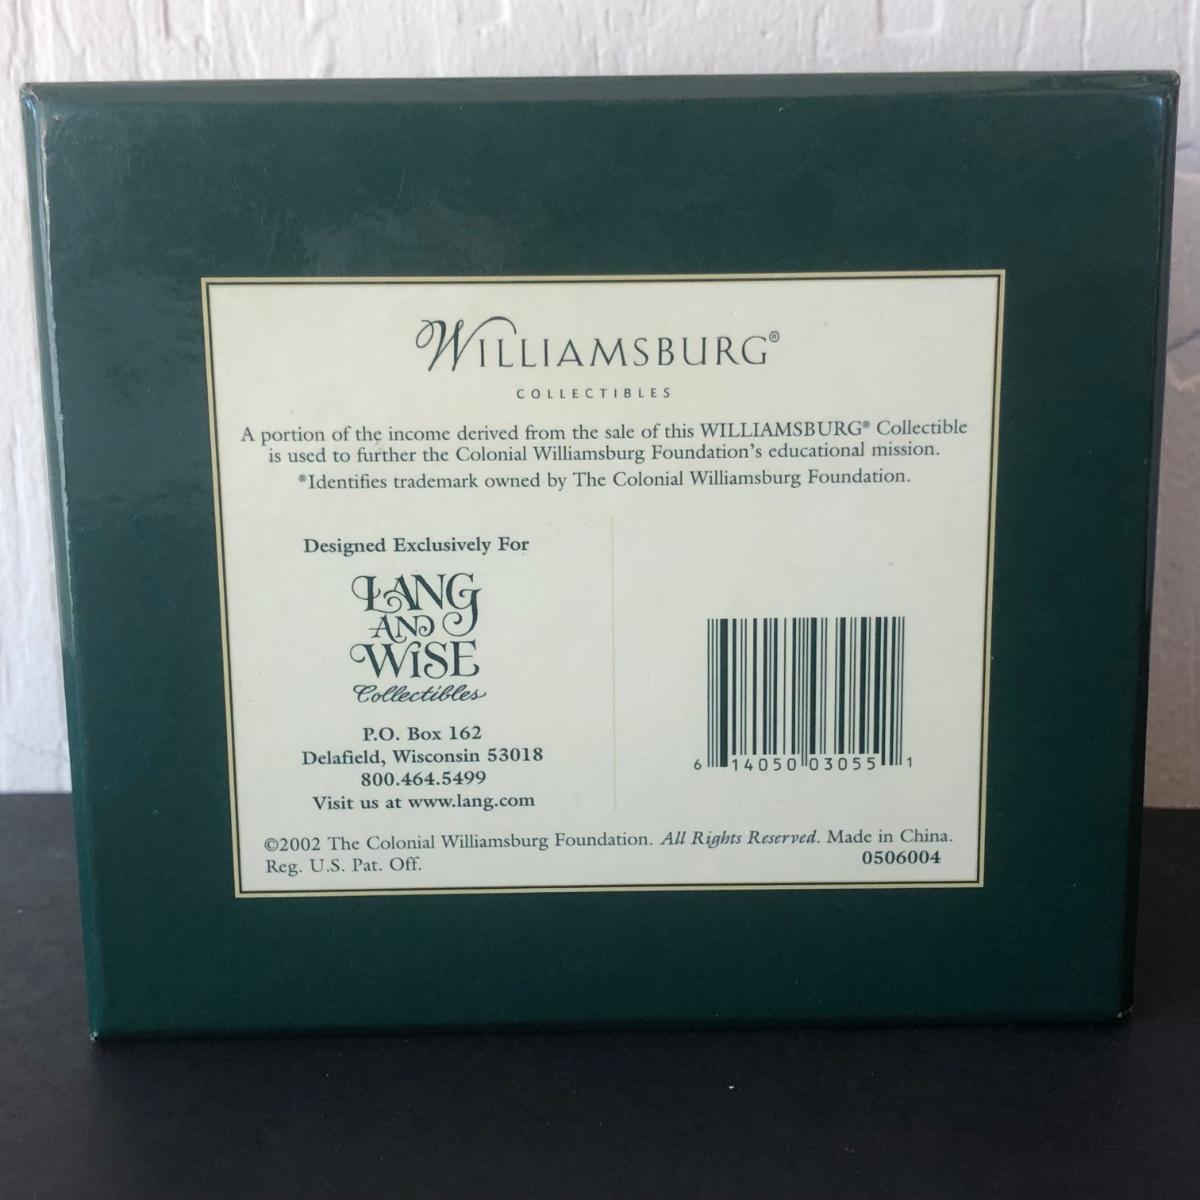 WILLIAMSBURG®
COLLECTIBLES
A portion of the income derived from the sale of this WILLIAMSBURG® Collectible
is used to further the Colonial Williamsburg Foundation's educational mission.
®Identifies trademark owned by The Colonial Williamsburg Foundation.
Designed Exclusively For
LANG
AND
WISE
Collectibles
P.O. Box 162
Delafield, Wisconsin 53018
800.464.5499
Visit us at www.lang.com
6 14050 03055 1
©2002 The Colonial Williamsburg Foundation. All Rights Reserved. Made in China.
Reg. U.S. Pat. Off. 0506004